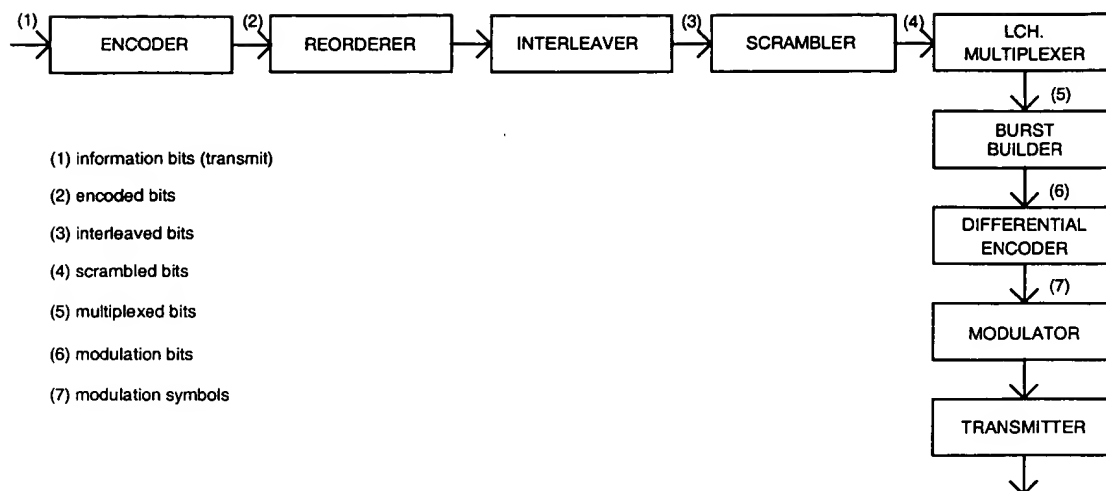 (1)
ENCODER
(2)
REORDERER
INTERLEAVER
(3)
SCRAMBLER
(4)
LCH.
MULTIPLEXER
(5)
BURST
BUILDER
(6)
DIFFERENTIAL
ENCODER
(7)
MODULATOR
TRANSMITTER
(1) information bits (transmit)
(2) encoded bits
(3) interleaved bits
(4) scrambled bits
(5) multiplexed bits
(6) modulation bits
(7) modulation symbols